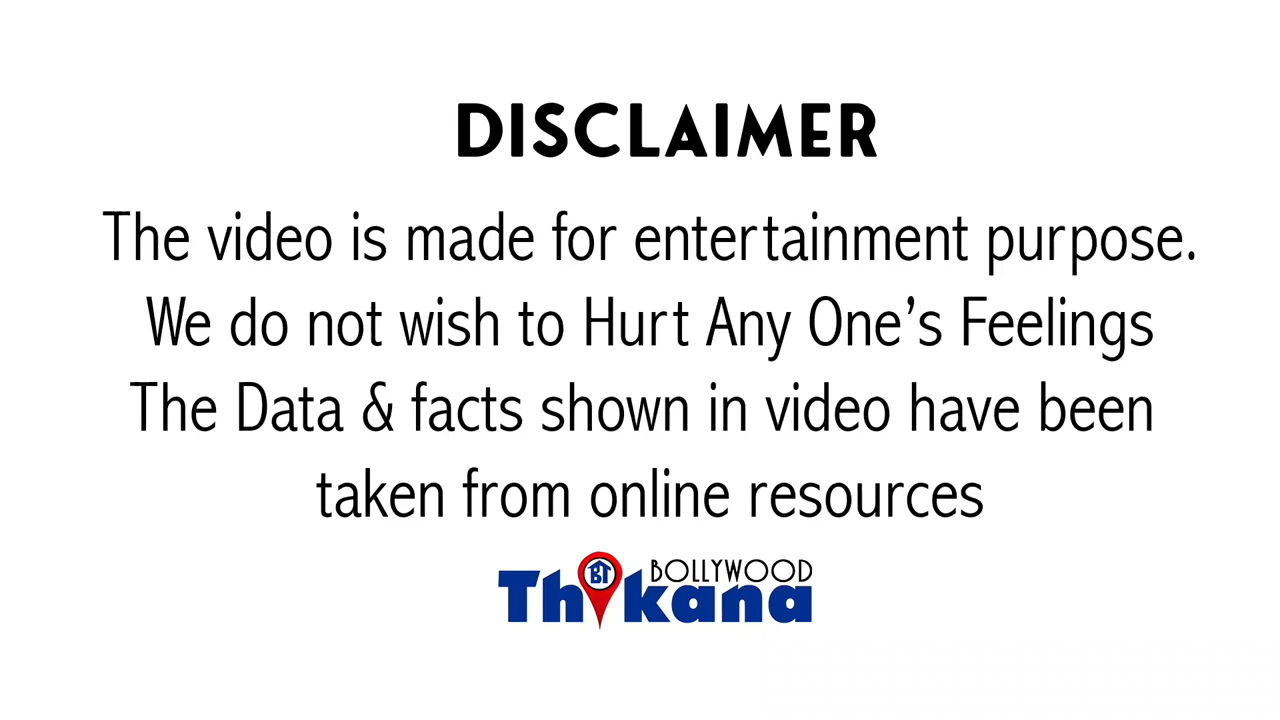 DISCLAIMER
The video is made for entertainment purpose.
We do not wish to Hurt Any One’s Feelings
The Data & facts shown in video have been
taken from online resources
BOLLYWOOD
BT
Thikana